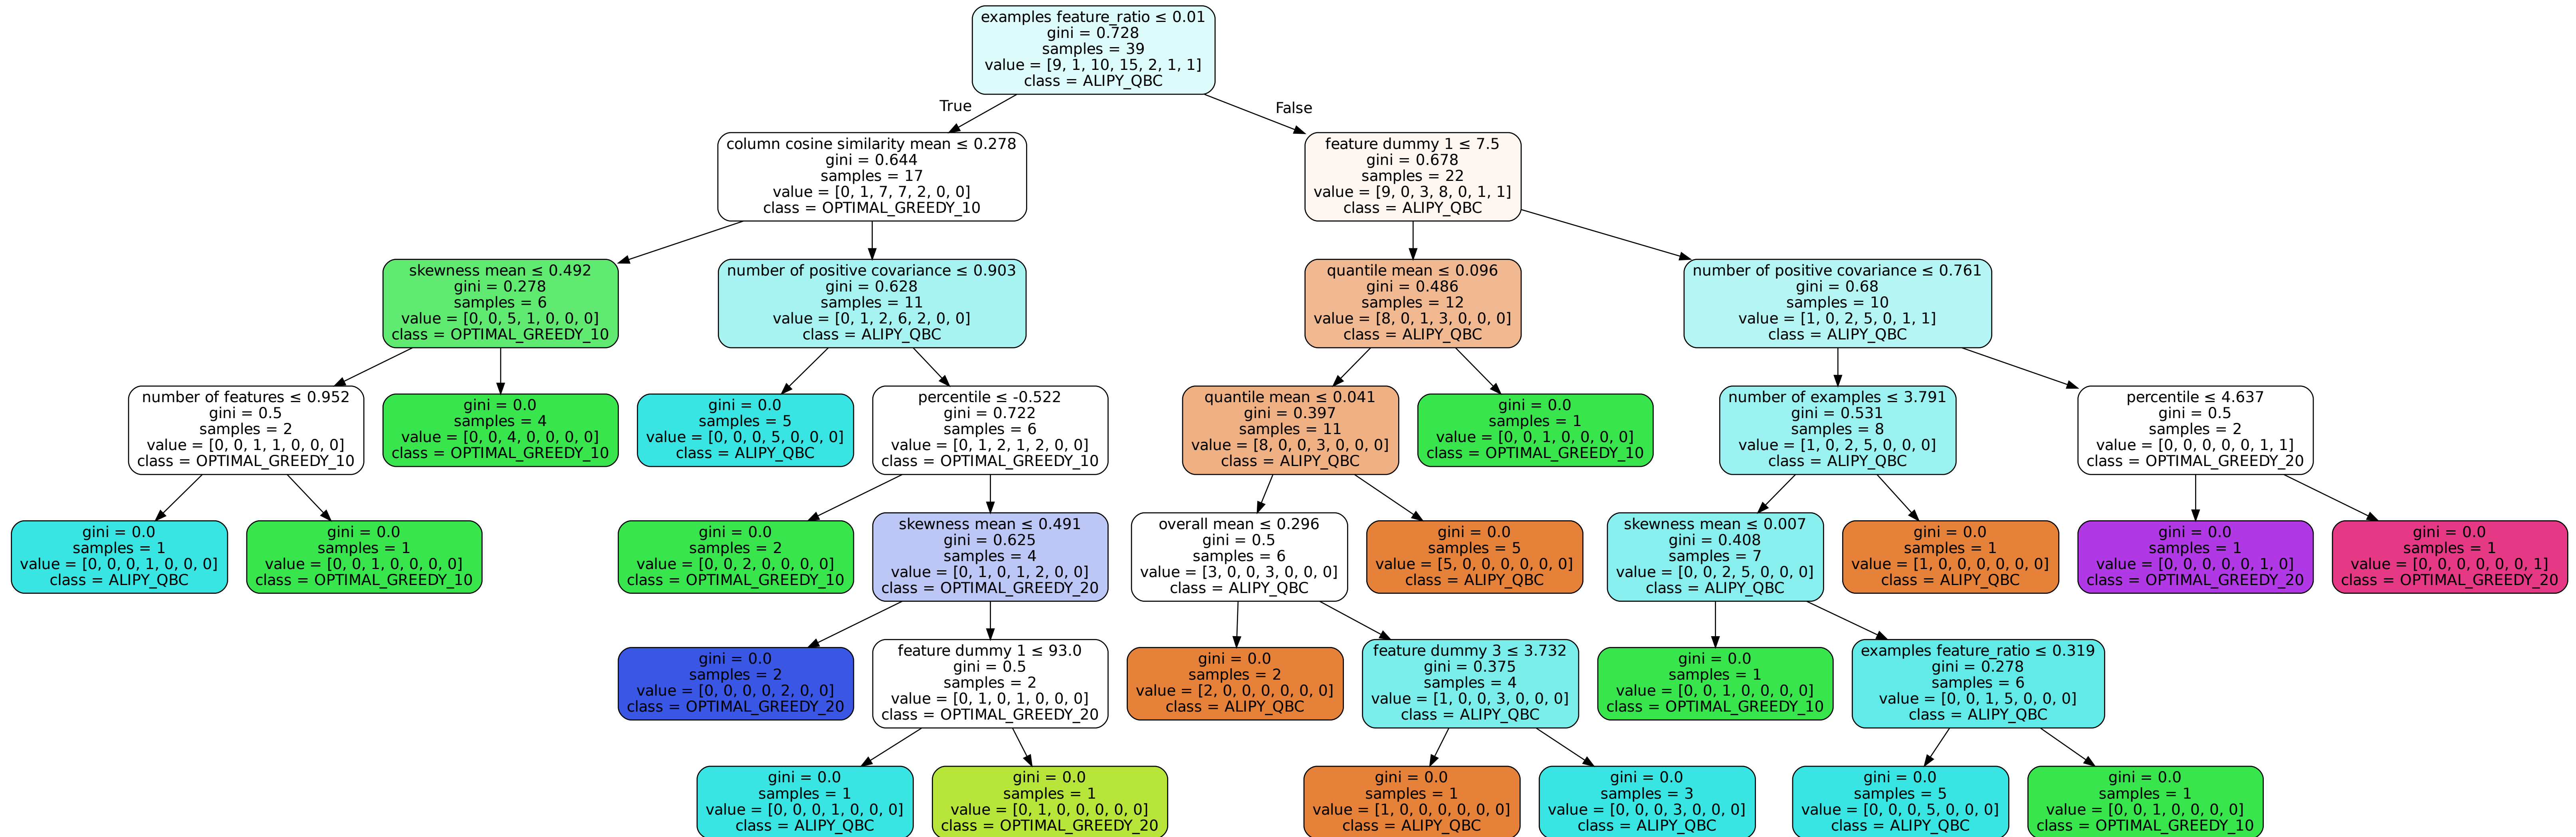 examples feature_ratio ≤ 0.01
gini = 0.728
samples = 39
value = [9, 1, 10, 15, 2, 1, 1]
class = ALIPY_QBC
True
False
column cosine similarity mean ≤ 0.278
gini = 0.644
samples = 17
value = [0, 1, 7, 7, 2, 0, 0]
class = OPTIMAL_GREEDY_10
feature dummy 1 ≤ 7.5
gini = 0.678
samples = 22
value = [9, 0, 3, 8, 0, 1, 1]
class = ALIPY_QBC
skewness mean ≤ 0.492
gini = 0.278
samples = 6
value = [0, 0, 5, 1, 0, 0, 0]
class = OPTIMAL_GREEDY_10
number of positive covariance ≤ 0.903
gini = 0.628
samples = 11
value = [0, 1, 2, 6, 2, 0, 0]
class = ALIPY_QBC
quantile mean ≤ 0.096
gini = 0.486
samples = 12
value = [8, 0, 1, 3, 0, 0, 0]
class = ALIPY_QBC
number of positive covariance ≤ 0.761
gini = 0.68
samples = 10
value = [1, 0, 2, 5, 0, 1, 1]
class = ALIPY_QBC
number of features ≤ 0.952
gini = 0.5
samples = 2
value = [0, 0, 1, 1, 0, 0, 0]
class = OPTIMAL_GREEDY_10
gini = 0.0
samples = 4
value = [0, 0, 4, 0, 0, 0, 0]
class = OPTIMAL_GREEDY_10
gini = 0.0
samples = 5
value = [0, 0, 0, 5, 0, 0, 0]
class = ALIPY_QBC
percentile ≤ -0.522
gini = 0.722
samples = 6
value = [0, 1, 2, 1, 2, 0, 0]
class = OPTIMAL_GREEDY_10
quantile mean ≤ 0.041
gini = 0.397
samples = 11
value = [8, 0, 0, 3, 0, 0, 0]
class = ALIPY_QBC
gini = 0.0
samples = 1
value = [0, 0, 1, 0, 0, 0, 0]
class = OPTIMAL_GREEDY_10
number of examples ≤ 3.791
gini = 0.531
samples = 8
value = [1, 0, 2, 5, 0, 0, 0]
class = ALIPY_QBC
percentile ≤ 4.637
gini = 0.5
samples = 2
value = [0, 0, 0, 0, 0, 1, 1]
class = OPTIMAL_GREEDY_20
gini = 0.0
samples = 1
value = [0, 0, 0, 1, 0, 0, 0]
class = ALIPY_QBC
gini = 0.0
samples = 1
value = [0, 0, 1, 0, 0, 0, 0]
class = OPTIMAL_GREEDY_10
gini = 0.0
samples = 2
value = [0, 0, 2, 0, 0, 0, 0]
class = OPTIMAL_GREEDY_10
skewness mean ≤ 0.491
gini = 0.625
samples = 4
value = [0, 1, 0, 1, 2, 0, 0]
class = OPTIMAL_GREEDY_20
overall mean ≤ 0.296
gini = 0.5
samples = 6
value = [3, 0, 0, 3, 0, 0, 0]
class = ALIPY_QBC
gini = 0.0
samples = 5
value = [5, 0, 0, 0, 0, 0, 0]
class = ALIPY_QBC
skewness mean ≤ 0.007
gini = 0.408
samples = 7
value = [0, 0, 2, 5, 0, 0, 0]
class = ALIPY_QBC
gini = 0.0
samples = 1
value = [1, 0, 0, 0, 0, 0, 0]
class = ALIPY_QBC
gini = 0.0
samples = 1
value = [0, 0, 0, 0, 0, 1, 0]
class = OPTIMAL_GREEDY_20
gini = 0.0
samples = 1
value = [0, 0, 0, 0, 0, 0, 1]
class = OPTIMAL_GREEDY_20
gini = 0.0
samples = 2
value = [0, 0, 0, 0, 2, 0, 0]
class = OPTIMAL_GREEDY_20
feature dummy 1 ≤ 93.0
gini = 0.5
samples = 2
value = [0, 1, 0, 1, 0, 0, 0]
class = OPTIMAL_GREEDY_20
gini = 0.0
samples = 2
value = [2, 0, 0, 0, 0, 0, 0]
class = ALIPY_QBC
feature dummy 3 ≤ 3.732
gini = 0.375
samples = 4
value = [1, 0, 0, 3, 0, 0, 0]
class = ALIPY_QBC
gini = 0.0
samples = 1
value = [0, 0, 1, 0, 0, 0, 0]
class = OPTIMAL_GREEDY_10
examples feature_ratio ≤ 0.319
gini = 0.278
samples = 6
value = [0, 0, 1, 5, 0, 0, 0]
class = ALIPY_QBC
gini = 0.0
samples = 1
value = [0, 0, 0, 1, 0, 0, 0]
class = ALIPY_QBC
gini = 0.0
samples = 1
value = [0, 1, 0, 0, 0, 0, 0]
class = OPTIMAL_GREEDY_20
gini = 0.0
samples = 1
value = [1, 0, 0, 0, 0, 0, 0]
class = ALIPY_QBC
gini = 0.0
samples = 3
value = [0, 0, 0, 3, 0, 0, 0]
class = ALIPY_QBC
gini = 0.0
samples = 5
value = [0, 0, 0, 5, 0, 0, 0]
class = ALIPY_QBC
gini = 0.0
samples = 1
value = [0, 0, 1, 0, 0, 0, 0]
class = OPTIMAL_GREEDY_10